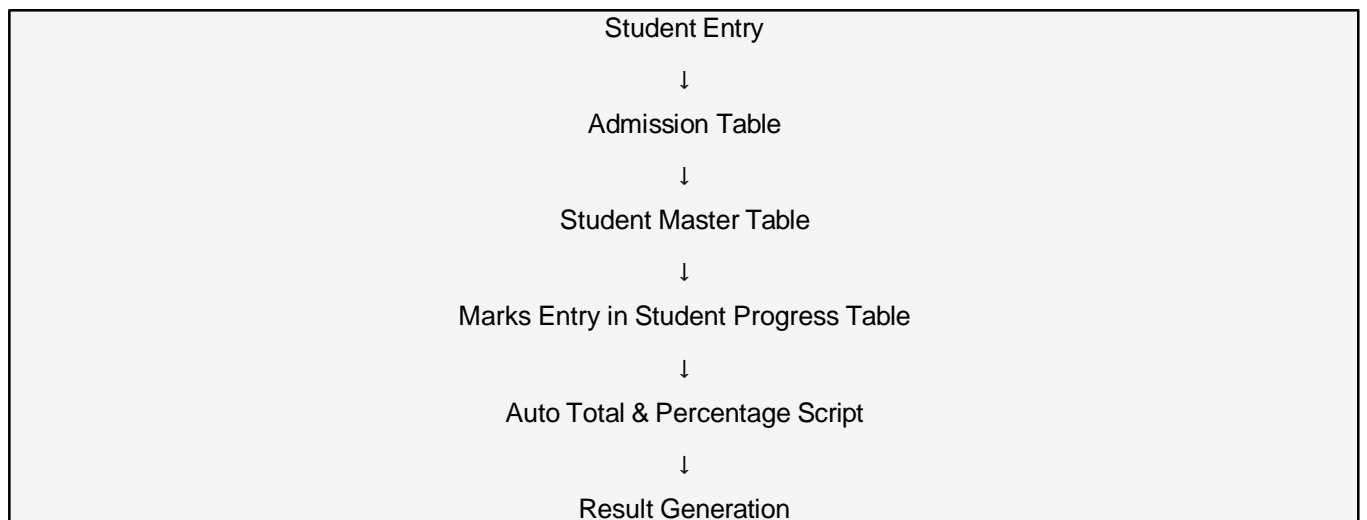 Student Entry
↓
Admission Table
↓
Student Master Table
↓
Marks Entry in Student Progress Table
↓
Auto Total & Percentage Script
↓
Result Generation